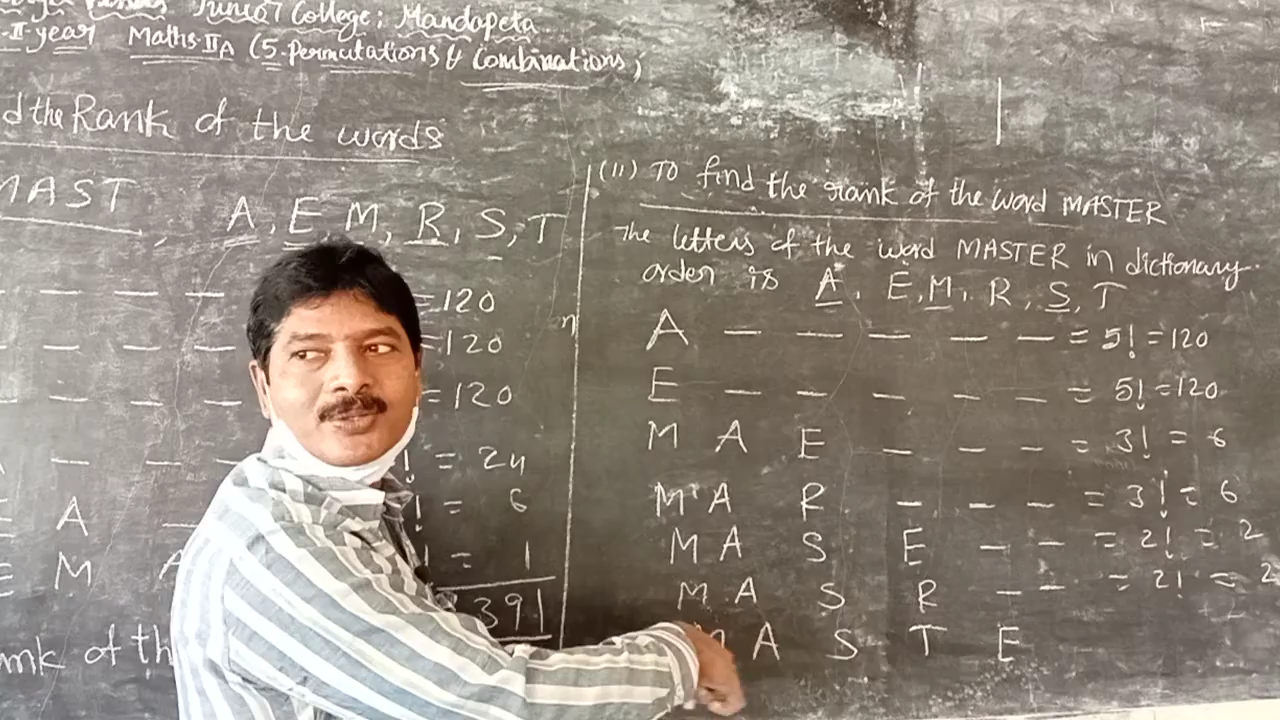 Junior College; Mandapeta
-II-year Maths-IIA (5.Permutations & Combinations;
d the Rank of the words
MAST
A, E, M, R, S, T
= 120
= 120
= 120
! = 24
E A ! = 6
E M A ! = 1
391
nk of th
(ii) To find the rank of the word MASTER
The letters of the word MASTER in dictionary
order is A, E, M, R, S, T
A — — — — — = 5! = 120
E — — — — — = 5! = 120
M A E — — — = 3! = 6
M A R — — — = 3! = 6
M A S E — — = 2! = 2
M A S R — — = 2! = 2
M A S T E